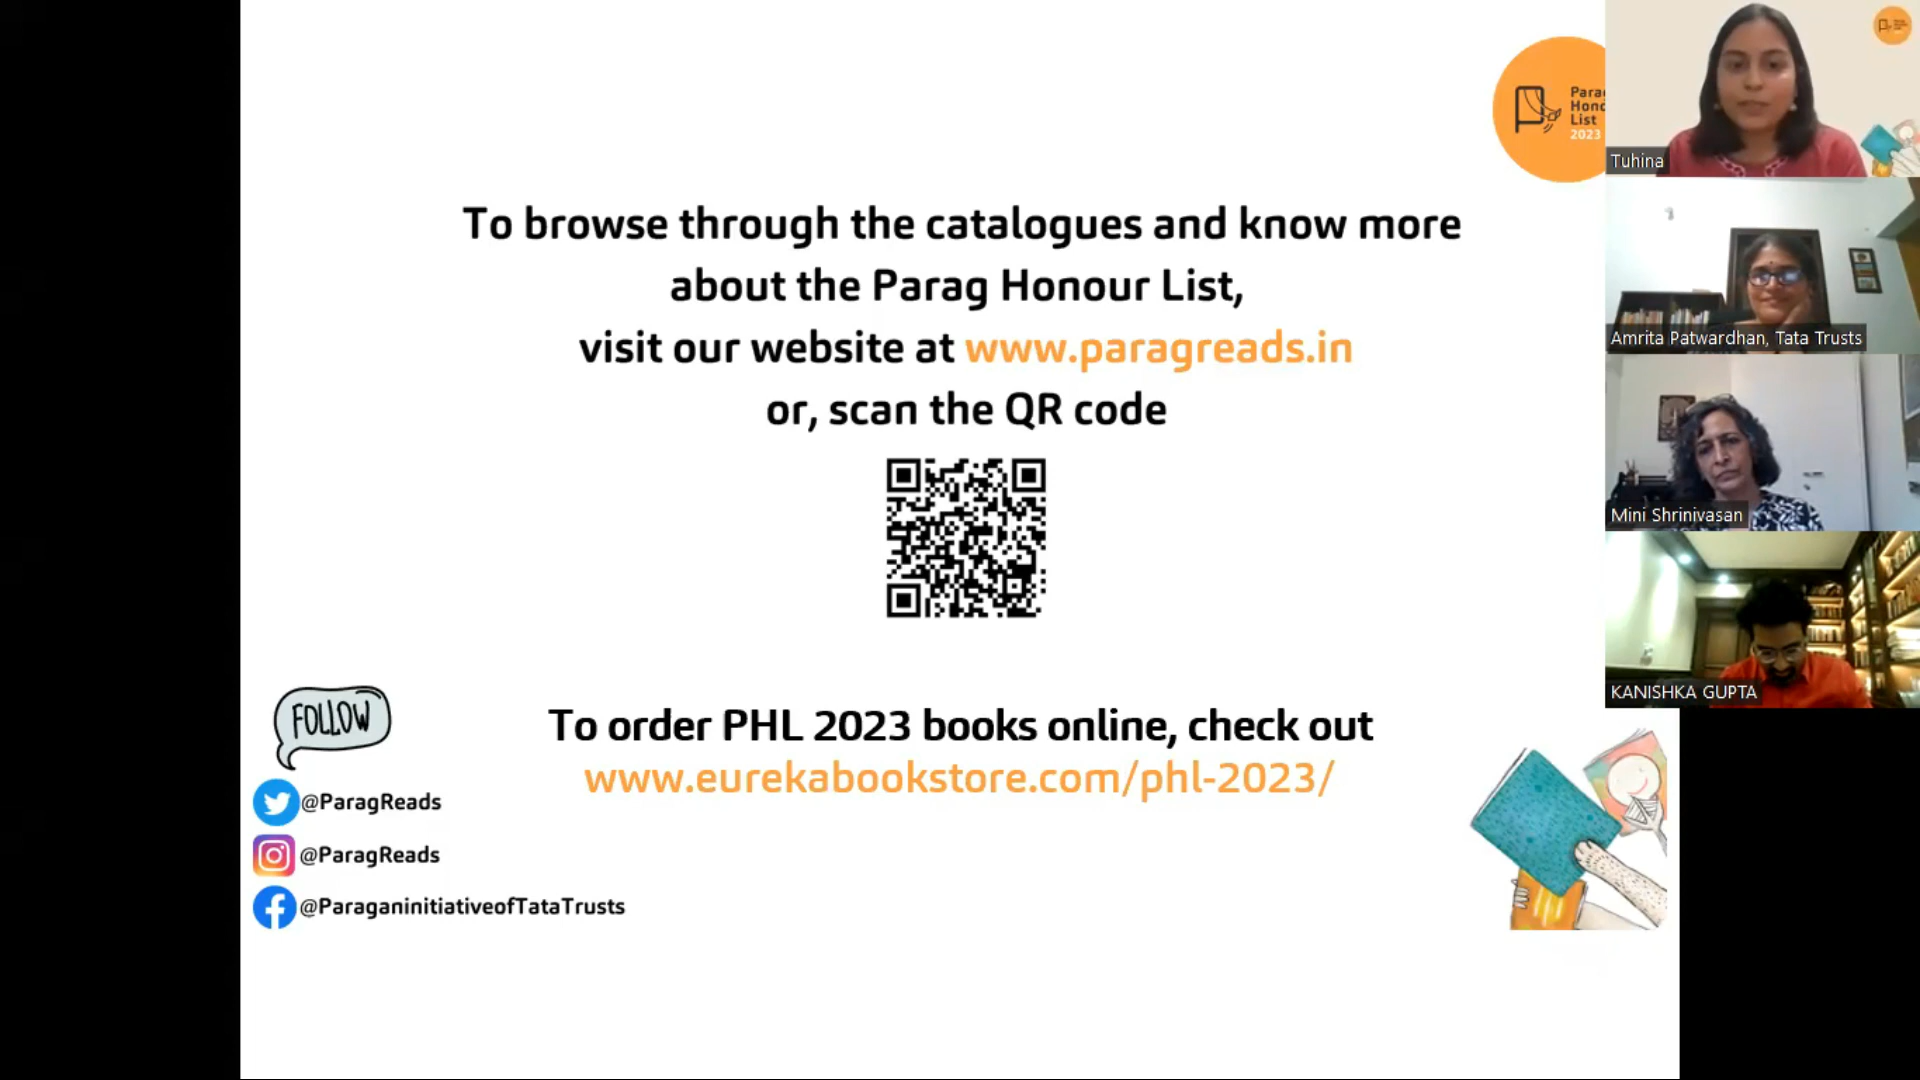 Parag
Honour
List
2023
To browse through the catalogues and know more
about the Parag Honour List,
visit our website at www.paragreads.in
or, scan the QR code
FOLLOW
@ParagReads
@ParagReads
@ParaganinitiativeofTataTrusts
To order PHL 2023 books online, check out
www.eurekabookstore.com/phl-2023/
Tuhina
Amrita Patwardhan, Tata Trusts
Mini Shrinivasan
KANISHKA GUPTA